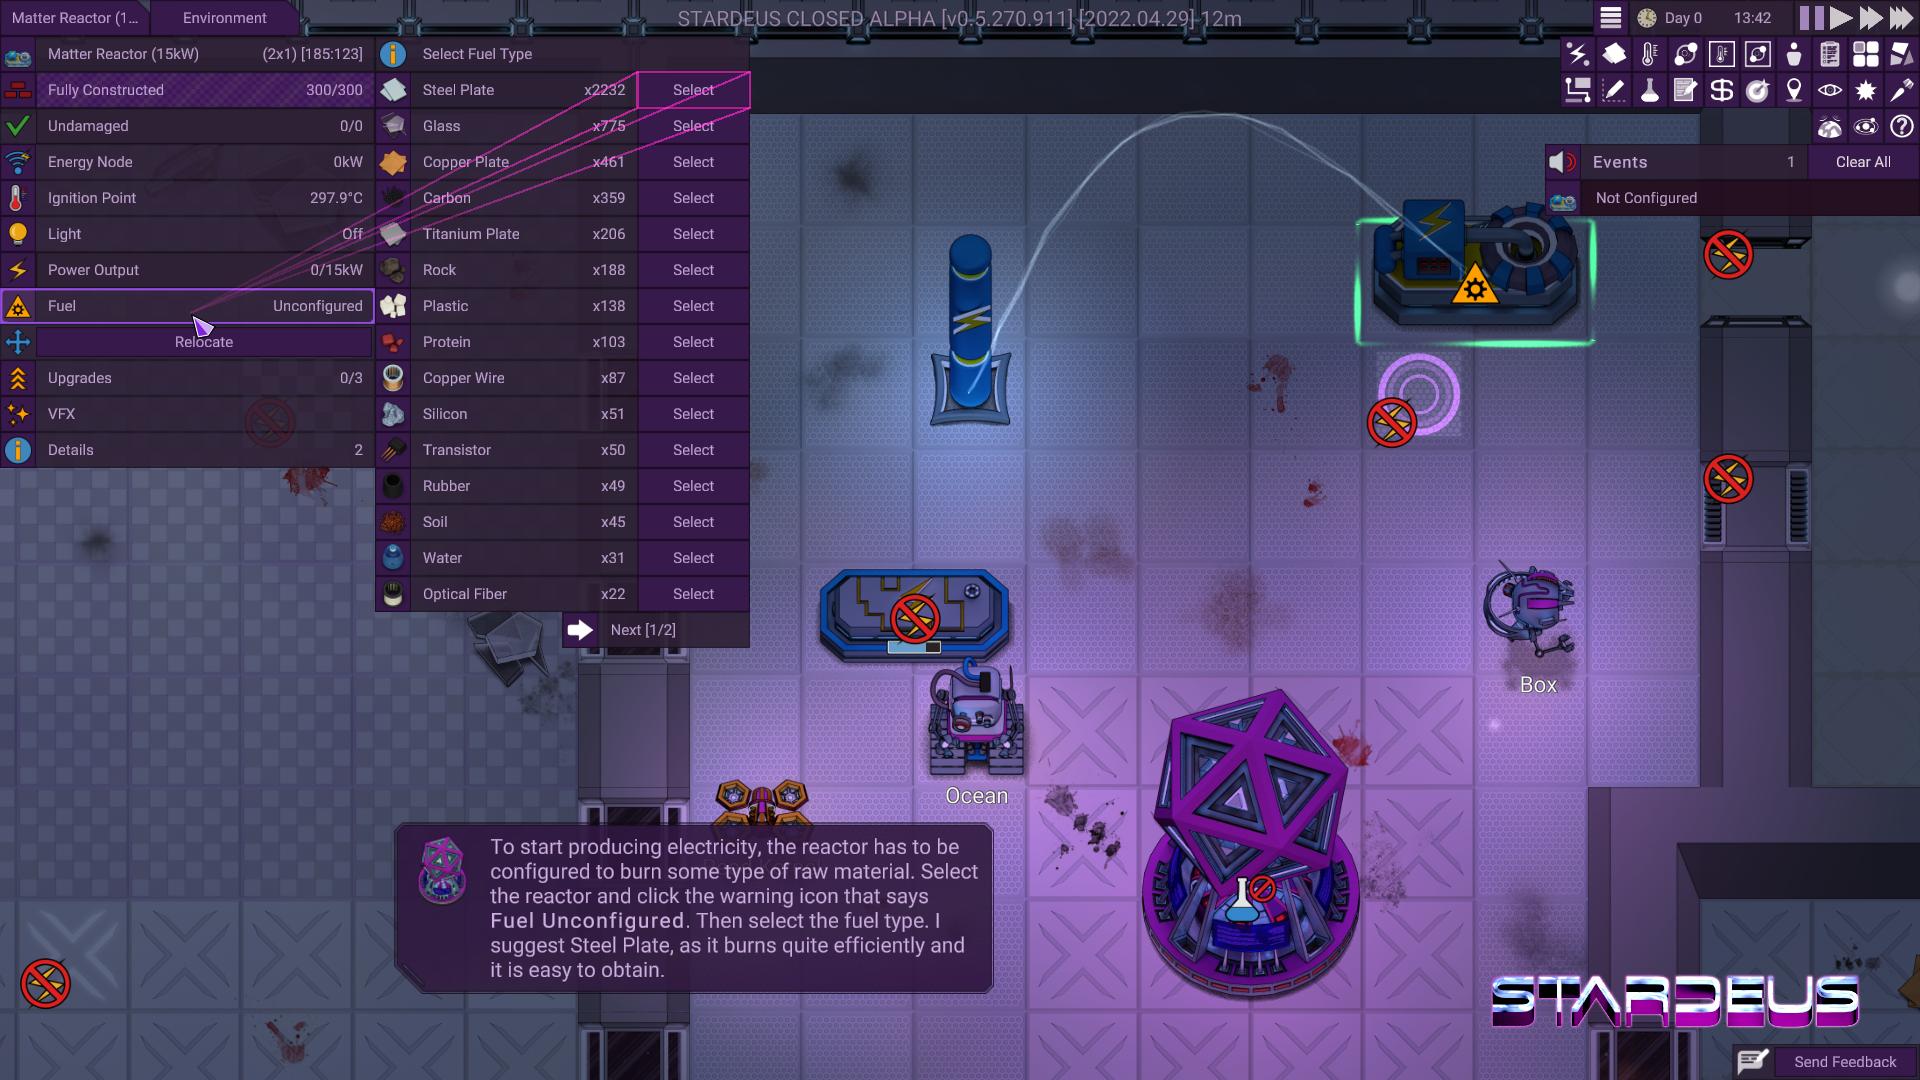 Matter Reactor (1...
Environment
STARDEUS CLOSED ALPHA [v0.5.270.911] [2022.04.29] 12m
Day 0
13:42
Matter Reactor (15kW) (2x1) [185:123]
Fully Constructed 300/300
Undamaged 0/0
Energy Node 0kW
Ignition Point 297.9°C
Light Off
Power Output 0/15kW
Fuel Unconfigured
Relocate
Upgrades 0/3
VFX
Details 2
Select Fuel Type
Steel Plate x2232 Select
Glass x775 Select
Copper Plate x461 Select
Carbon x359 Select
Titanium Plate x206 Select
Rock x188 Select
Plastic x138 Select
Protein x103 Select
Copper Wire x87 Select
Silicon x51 Select
Transistor x50 Select
Rubber x49 Select
Soil x45 Select
Water x31 Select
Optical Fiber x22 Select
Next [1/2]
Events 1 Clear All
Not Configured
Box
Ocean
To start producing electricity, the reactor has to be
configured to burn some type of raw material. Select
the reactor and click the warning icon that says
Fuel Unconfigured. Then select the fuel type. I
suggest Steel Plate, as it burns quite efficiently and
it is easy to obtain.
STARDEUS
Send Feedback